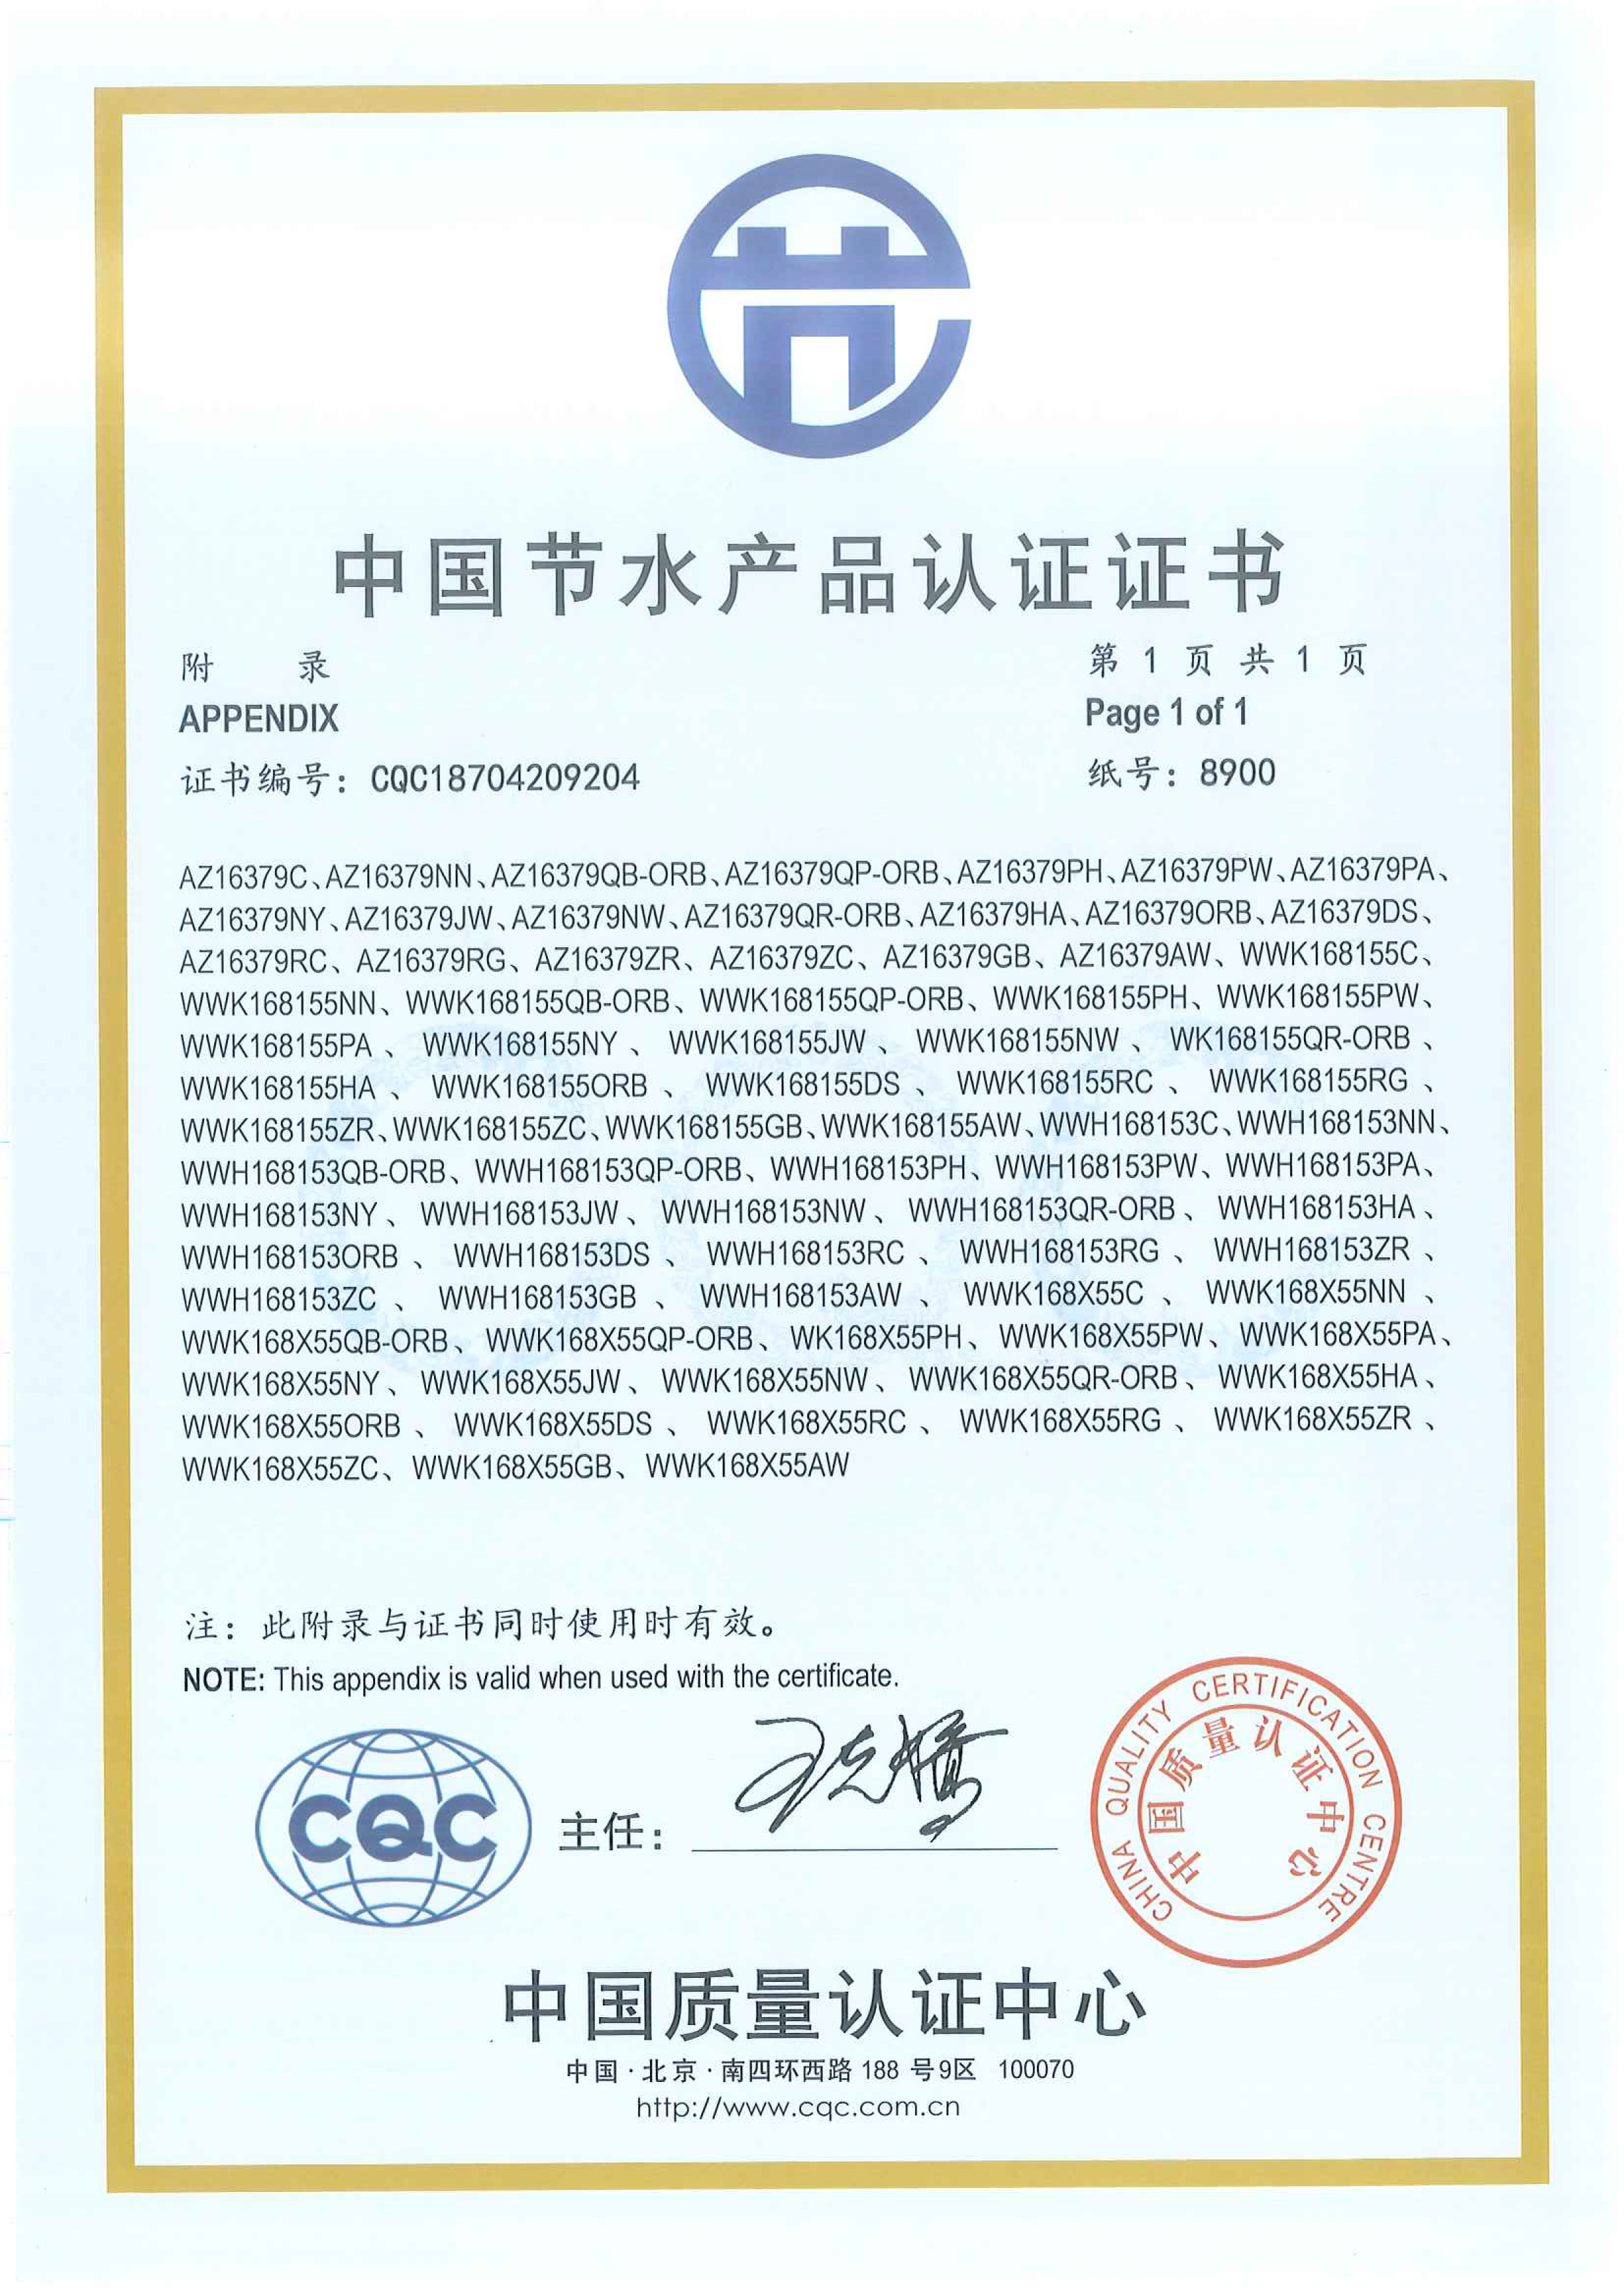 中国节水产品认证证书
附 录
第 1 页 共 1 页
APPENDIX
Page 1 of 1
证书编号：CQC18704209204
纸号：8900
AZ16379C、AZ16379NN、AZ16379QB-ORB、AZ16379QP-ORB、AZ16379PH、AZ16379PW、AZ16379PA、
AZ16379NY、AZ16379JW、AZ16379NW、AZ16379QR-ORB、AZ16379HA、AZ16379ORB、AZ16379DS、
AZ16379RC、AZ16379RG、AZ16379ZR、AZ16379ZC、AZ16379GB、AZ16379AW、WWK168155C、
WWK168155NN、WWK168155QB-ORB、WWK168155QP-ORB、WWK168155PH、WWK168155PW、
WWK168155PA、WWK168155NY、WWK168155JW、WWK168155NW、WK168155QR-ORB、
WWK168155HA、WWK168155ORB、WWK168155DS、WWK168155RC、WWK168155RG、
WWK168155ZR、WWK168155ZC、WWK168155GB、WWK168155AW、WWH168153C、WWH168153NN、
WWH168153QB-ORB、WWH168153QP-ORB、WWH168153PH、WWH168153PW、WWH168153PA、
WWH168153NY、WWH168153JW、WWH168153NW、WWH168153QR-ORB、WWH168153HA、
WWH168153ORB、WWH168153DS、WWH168153RC、WWH168153RG、WWH168153ZR、
WWH168153ZC、WWH168153GB、WWH168153AW、WWK168X55C、WWK168X55NN、
WWK168X55QB-ORB、WWK168X55QP-ORB、WK168X55PH、WWK168X55PW、WWK168X55PA、
WWK168X55NY、WWK168X55JW、WWK168X55NW、WWK168X55QR-ORB、WWK168X55HA、
WWK168X55ORB、WWK168X55DS、WWK168X55RC、WWK168X55RG、WWK168X55ZR、
WWK168X55ZC、WWK168X55GB、WWK168X55AW
注：此附录与证书同时使用时有效。
NOTE: This appendix is valid when used with the certificate.
CQC
主任：
CHINA QUALITY CERTIFICATION CENTRE
中国质量认证中心
中国质量认证中心
中国·北京·南四环西路 188 号9区 100070
http://www.cqc.com.cn